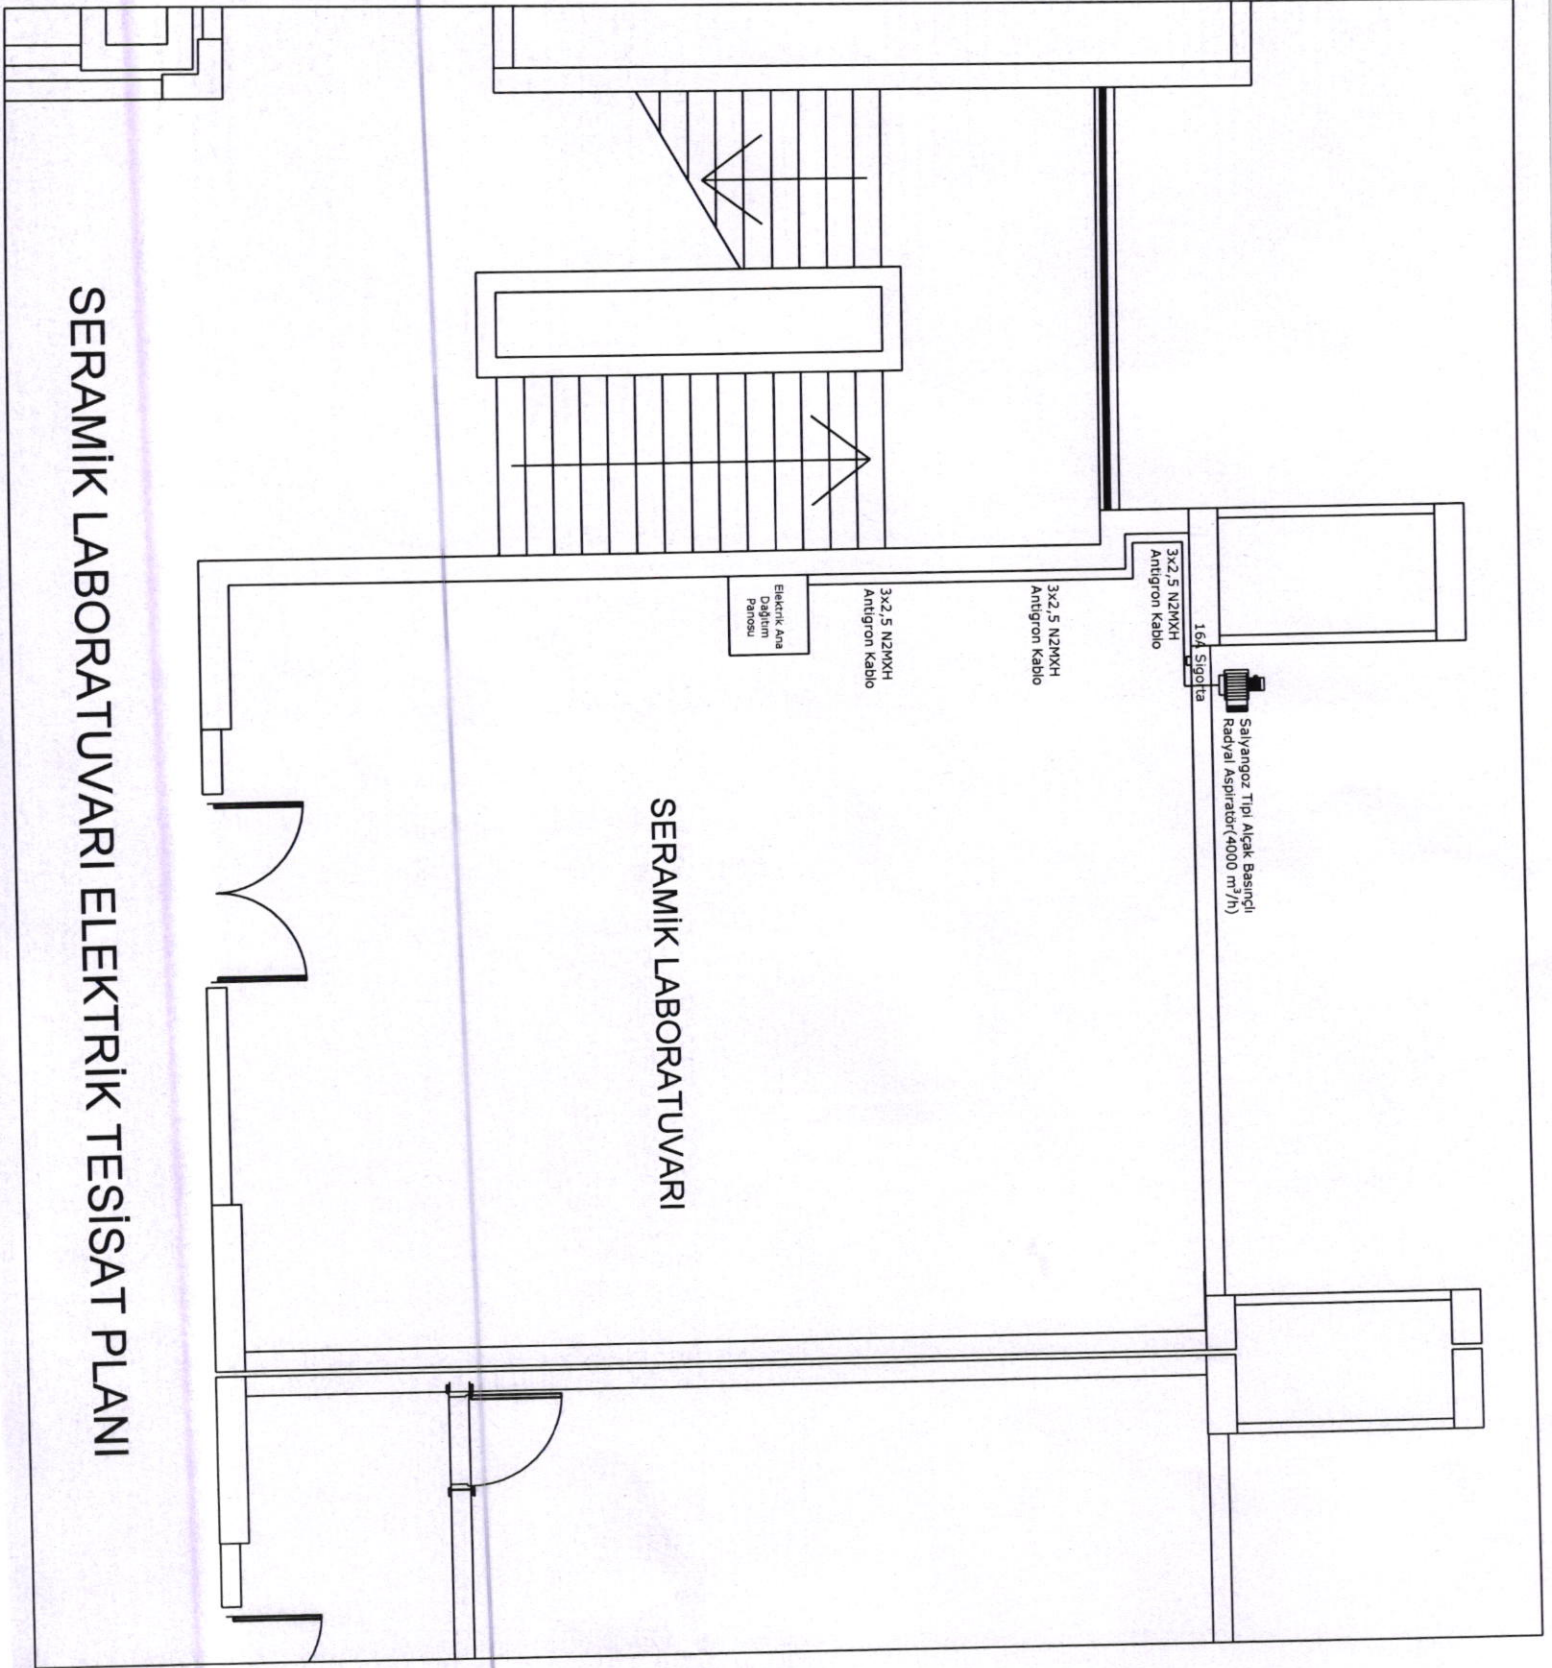 Salyangoz Tipi Alçak Basınçlı
Radyal Aspiratör(4000 m³/h)
16A Sigorta
3x2,5 N2MXH
Antigron Kablo
3x2,5 N2MXH
Antigron Kablo
3x2,5 N2MXH
Antigron Kablo
Elektrik Ana
Dağıtım
Panosu
SERAMİK LABORATUVARI
SERAMİK LABORATUVARI ELEKTRİK TESİSAT PLANI